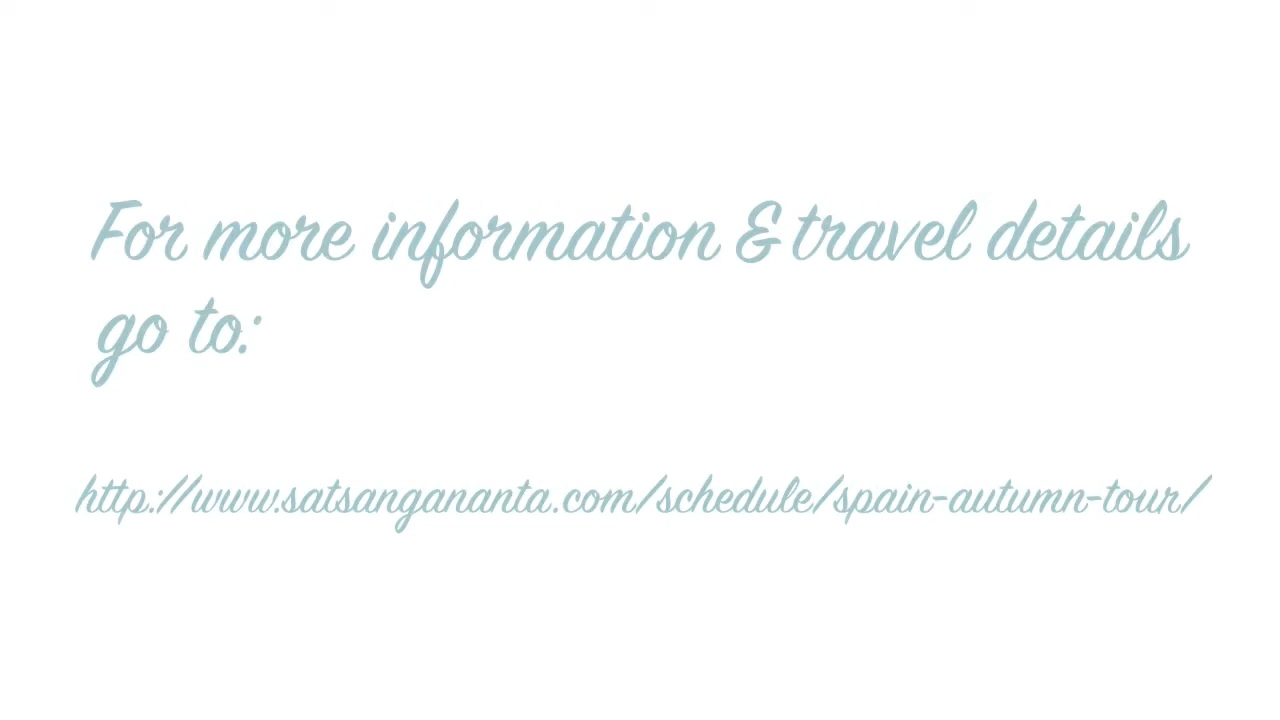 For more information & travel details
go to:
http://www.satsangananta.com/schedule/spain-autumn-tour/